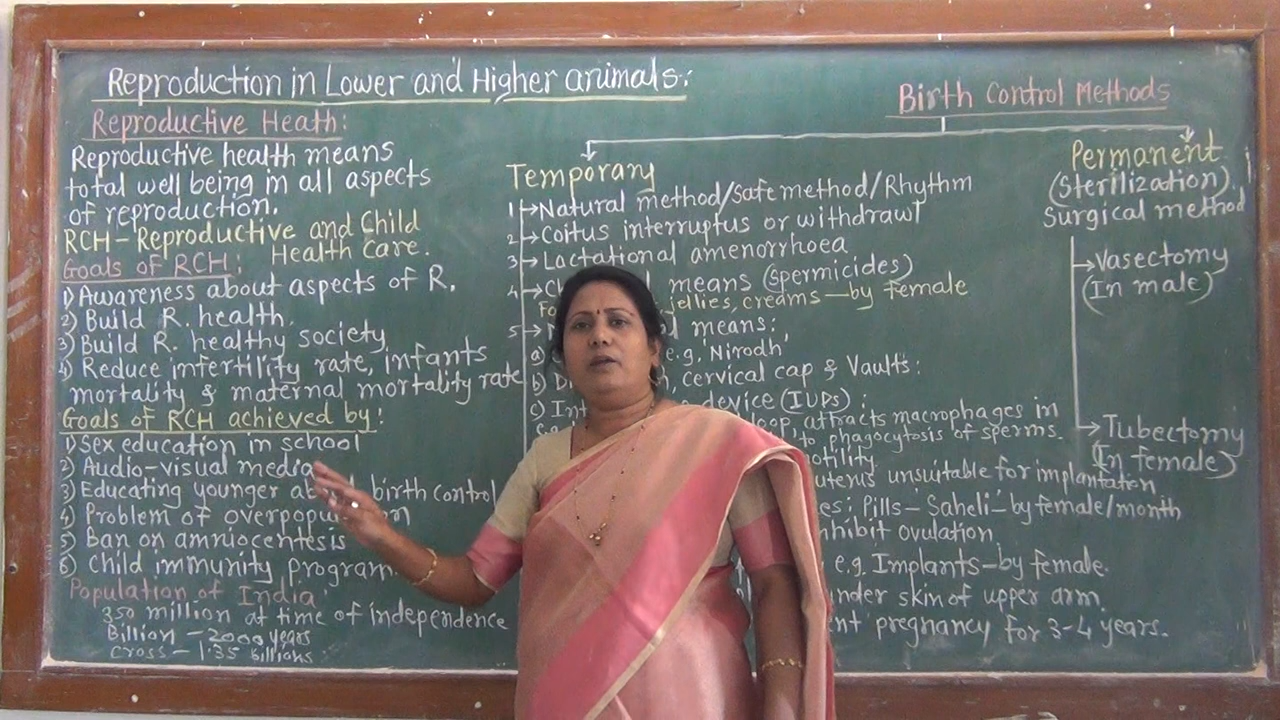 Reproduction in Lower and Higher animals:
Reproductive Heath:
Reproductive health means
total well being in all aspects
of reproduction.
RCH - Reproductive and Child
Health Care.
Goals of RCH:
1) Awareness about aspects of R.
2) Build R. health.
3) Build R. healthy society,
4) Reduce infertility rate, infants
mortality & maternal mortality rate
Goals of RCH achieved by:
1) Sex education in school
2) Audio-visual media
3) Educating younger birth control
4) Problem of
5) Ban on amniocentesis
6) Child immunity program
Population of India:
350 million at time of independence
Billion - 2000 years
Cross - 1.35 billions
Birth Control Methods
Temporary
1 → Natural method/Safe method/Rhythm
2 → Coitus interruptus or withdrawl
3 → Lactational amenorrhoea
4 → means (spermicides)
jellies, creams - by female
5 → means:
a) e.g. 'Nirodh'
b) cervical cap & Vaults:
c) device (IUDs):
loop, attracts macrophages in
to phagocytosis of sperms.
uterus unsuitable for implantation
Pills - 'Saheli' - by female/month
inhibit ovulation.
e.g. Implants - by female.
under skin of upper arm.
pregnancy for 3-4 years.
Permanent
(Sterilization)
Surgical method
→ Vasectomy
(In male)
→ Tubectomy
(In female)